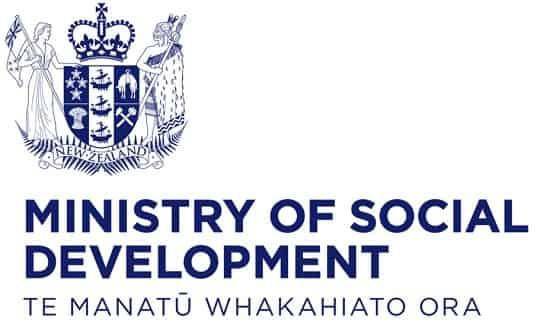 NEW ZEALAND
MINISTRY OF SOCIAL
DEVELOPMENT
TE MANATŪ WHAKAHIATO ORA